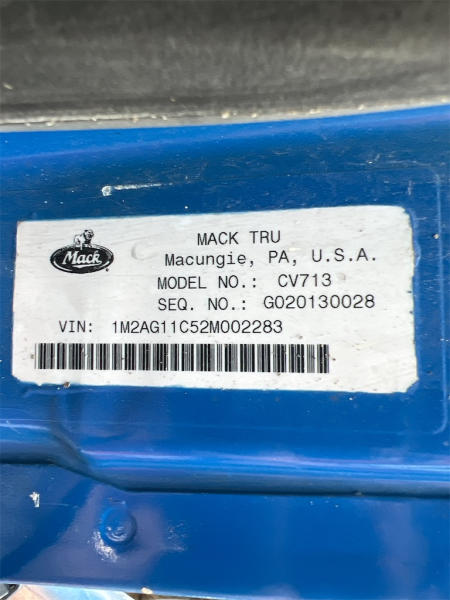 Mack
MACK TRU
Macungie, PA, U.S.A.
MODEL NO.: CV713
SEQ. NO.: G020130028
VIN: 1M2AG11C52M002283